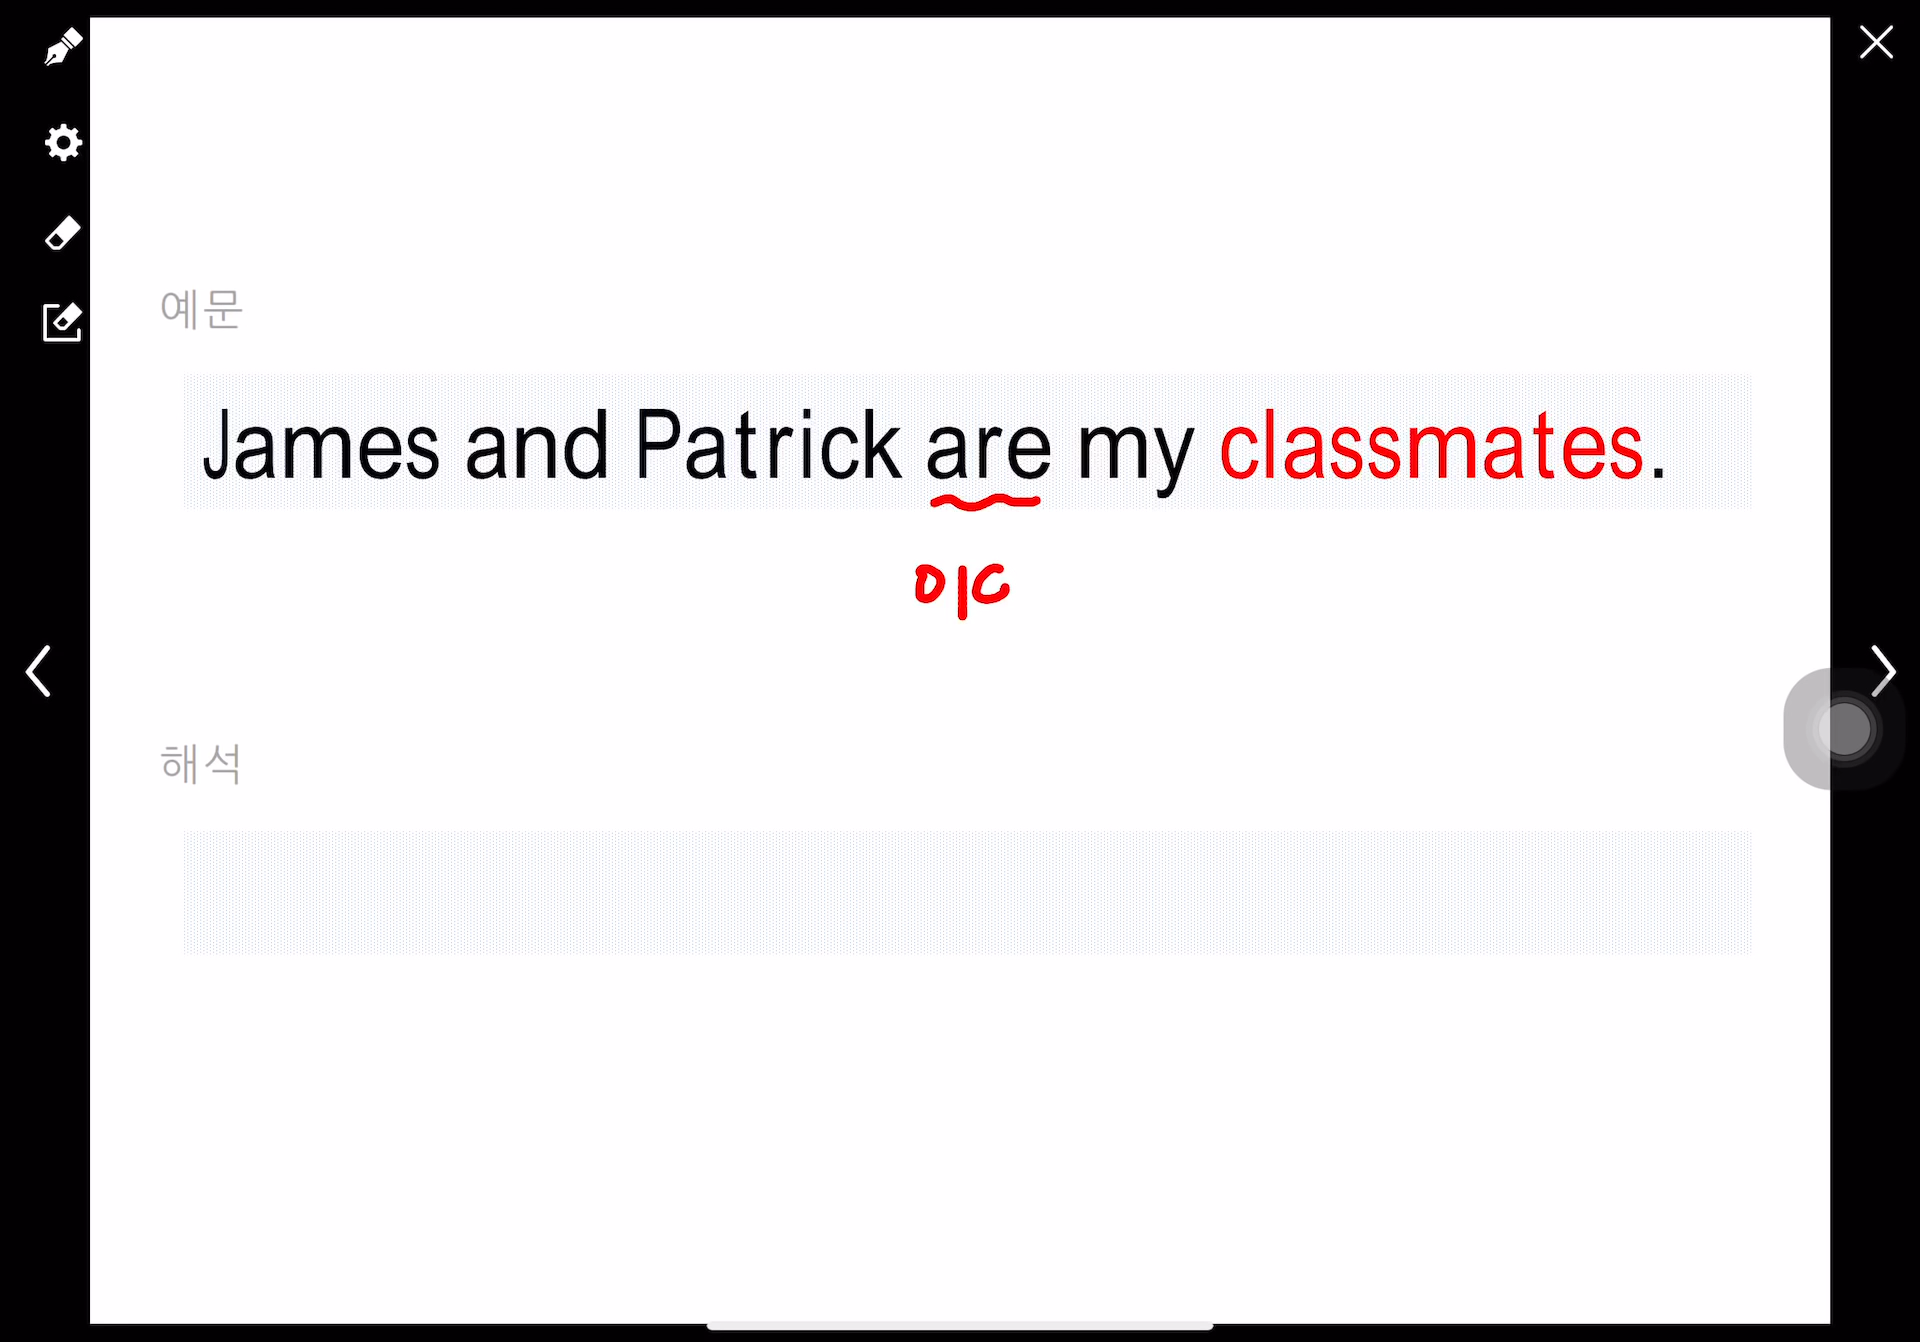 예문
James and Patrick are my classmates.
이다
해석